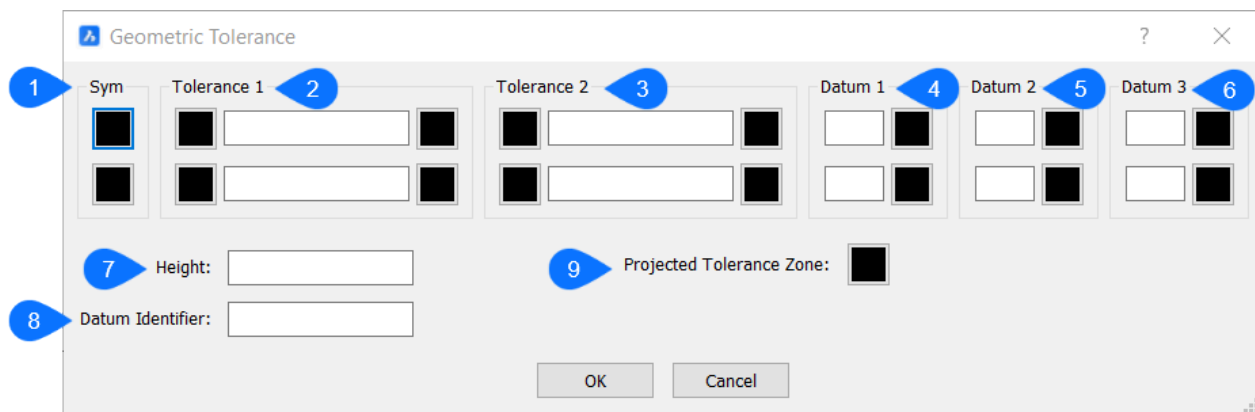 Geometric Tolerance ?
1 Sym Tolerance 1 2 Tolerance 2 3 Datum 1 4 Datum 2 5 Datum 3 6
7 Height: 9 Projected Tolerance Zone:
8 Datum Identifier:
OK Cancel